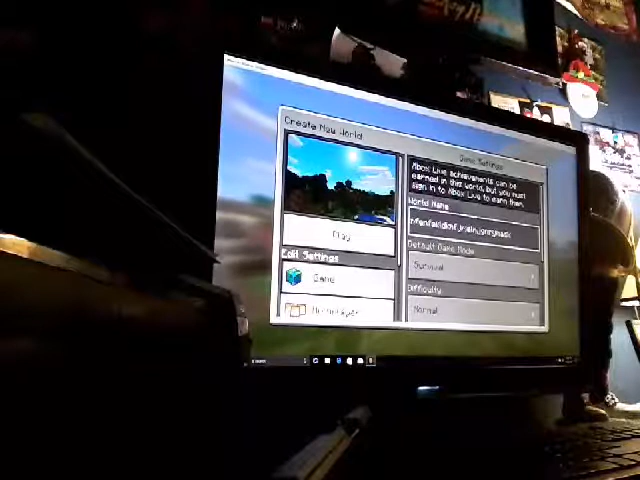 Create New World
Game Settings
Xbox Live achievements can be
earned in this world, but you must
sign in to Xbox Live to earn them.
World Name
Play
Default Game Mode
Edit Settings
Survival
Game
Difficulty
Multiplayer
Normal